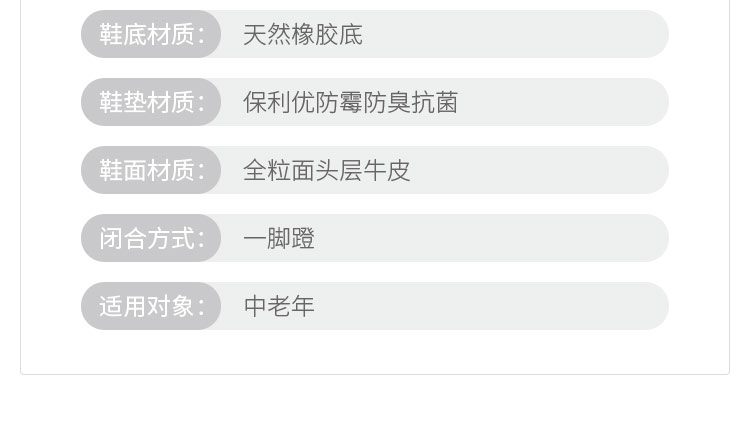 鞋底材质： 天然橡胶底
鞋垫材质： 保利优防霉防臭抗菌
鞋面材质： 全粒面头层牛皮
闭合方式： 一脚蹬
适用对象： 中老年